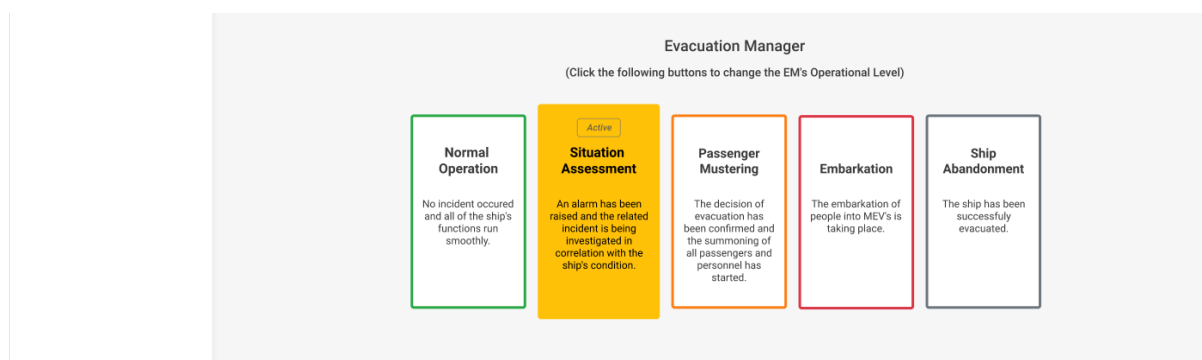 Evacuation Manager
(Click the following buttons to change the EM's Operational Level)
Normal
Operation
No incident occured
and all of the ship's
functions run
smoothly.
Active
Situation
Assessment
An alarm has been
raised and the related
incident is being
investigated in
correlation with the
ship's condition.
Passenger
Mustering
The decision of
evacuation has
been confirmed and
the summoning of
all passengers and
personnel has
started.
Embarkation
The embarkation of
people into MEV's is
taking place.
Ship
Abandonment
The ship has been
successfuly
evacuated.